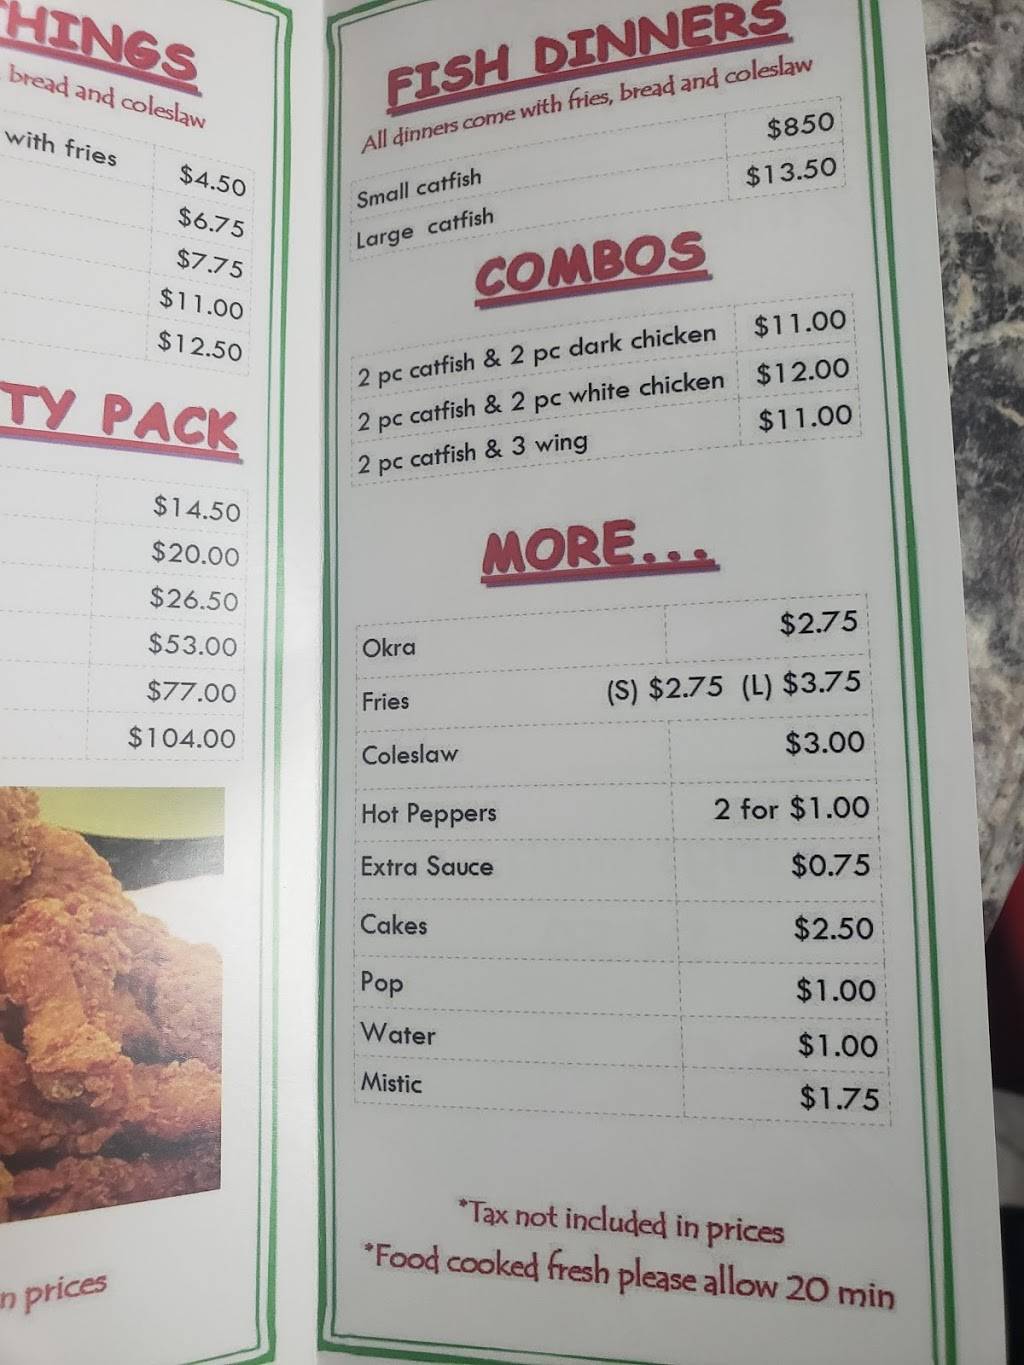 THINGS
bread and coleslaw
with fries $4.50
$6.75
$7.75
$11.00
$12.50
TY PACK
$14.50
$20.00
$26.50
$53.00
$77.00
$104.00
prices
FISH DINNERS
All dinners come with fries, bread and coleslaw
Small catfish $850
Large catfish $13.50
COMBOS
2 pc catfish & 2 pc dark chicken $11.00
2 pc catfish & 2 pc white chicken $12.00
2 pc catfish & 3 wing $11.00
MORE...
Okra $2.75
Fries (S) $2.75 (L) $3.75
Coleslaw $3.00
Hot Peppers 2 for $1.00
Extra Sauce $0.75
Cakes $2.50
Pop $1.00
Water $1.00
Mistic $1.75
*Tax not included in prices
*Food cooked fresh please allow 20 min